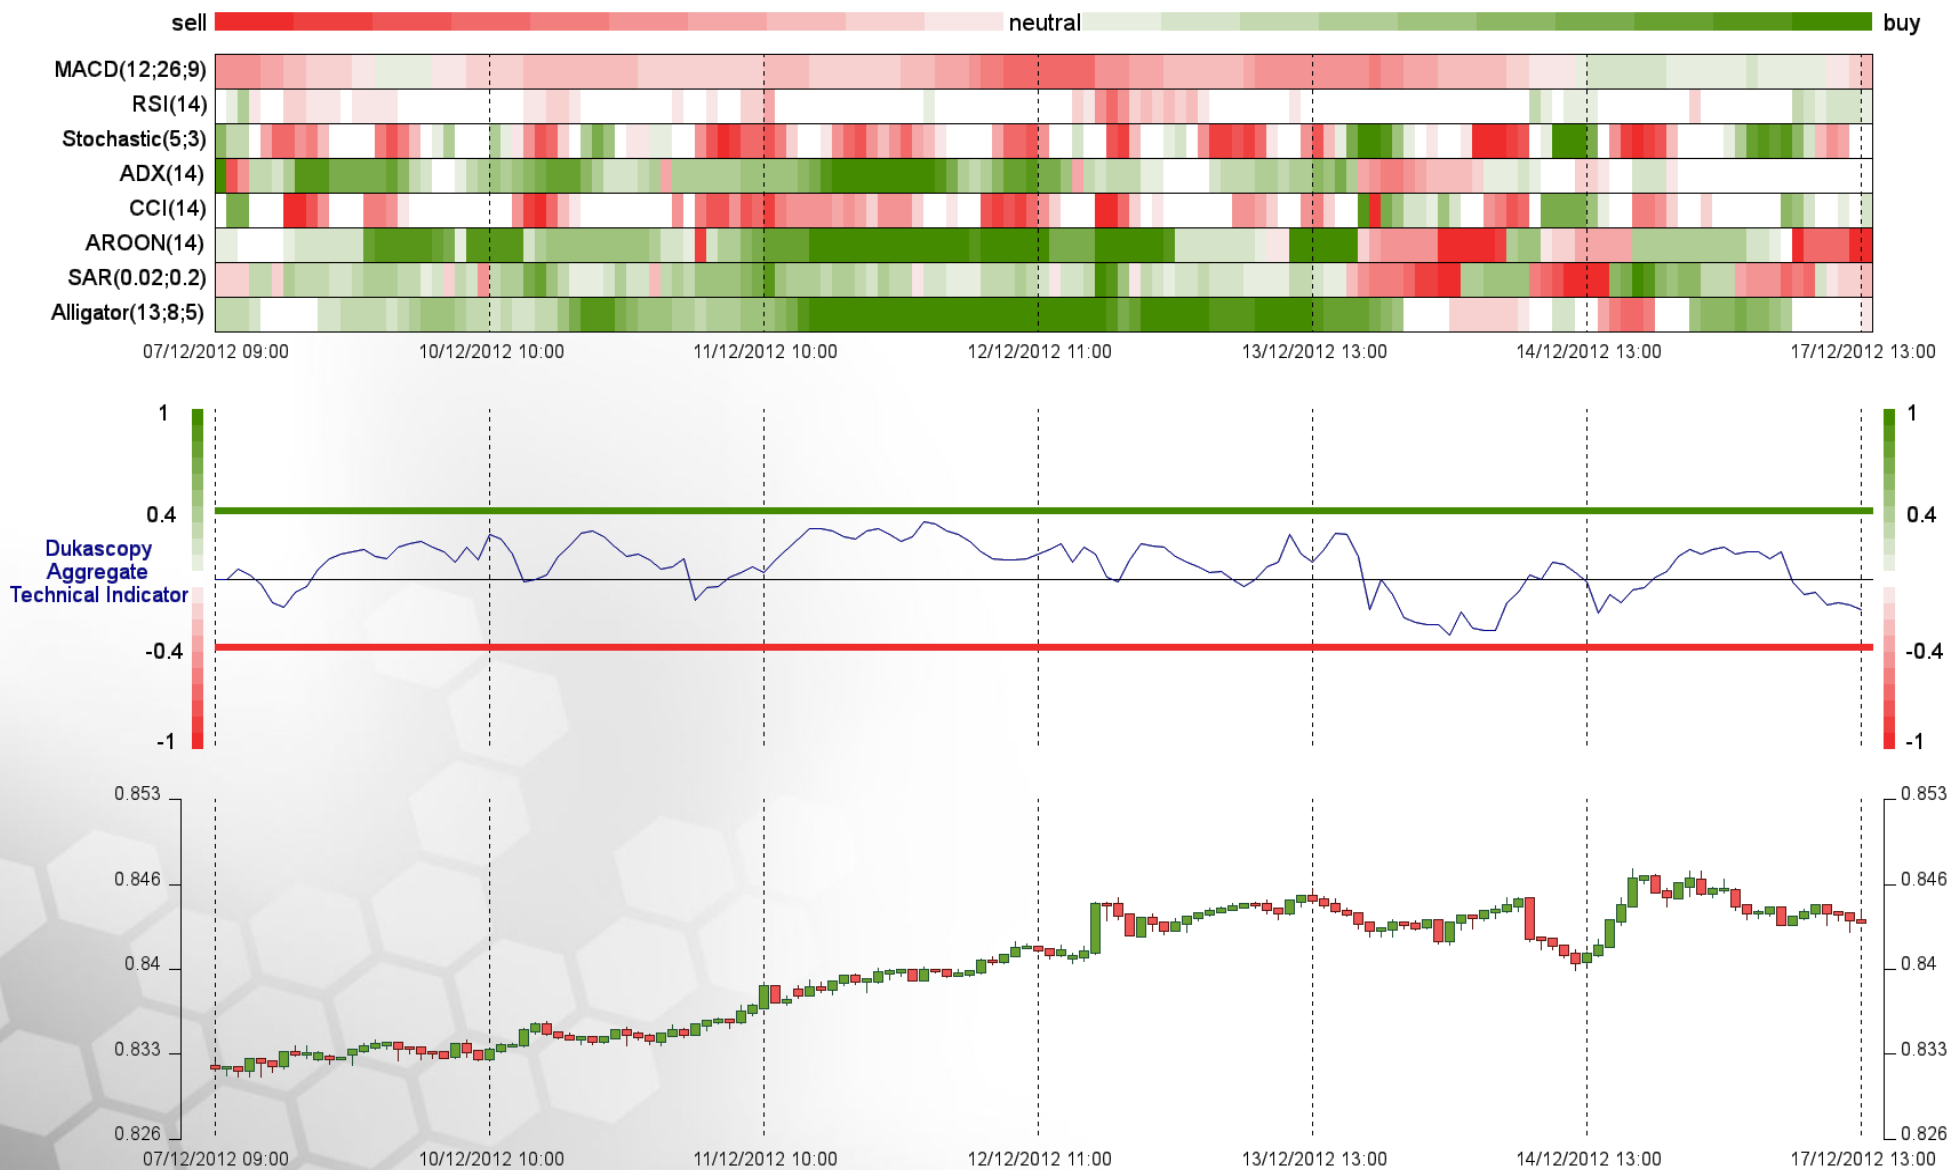 sell neutral buy
MACD(12;26;9)
RSI(14)
Stochastic(5;3)
ADX(14)
CCI(14)
AROON(14)
SAR(0.02;0.2)
Alligator(13;8;5)
07/12/2012 09:00 10/12/2012 10:00 11/12/2012 10:00 12/12/2012 11:00 13/12/2012 13:00 14/12/2012 13:00 17/12/2012 13:00
1 1
0.4 0.4
Dukascopy
Aggregate
Technical Indicator
-0.4 -0.4
-1 -1
0.853 0.853
0.846 0.846
0.84 0.84
0.833 0.833
0.826 0.826
07/12/2012 09:00 10/12/2012 10:00 11/12/2012 10:00 12/12/2012 11:00 13/12/2012 13:00 14/12/2012 13:00 17/12/2012 13:00